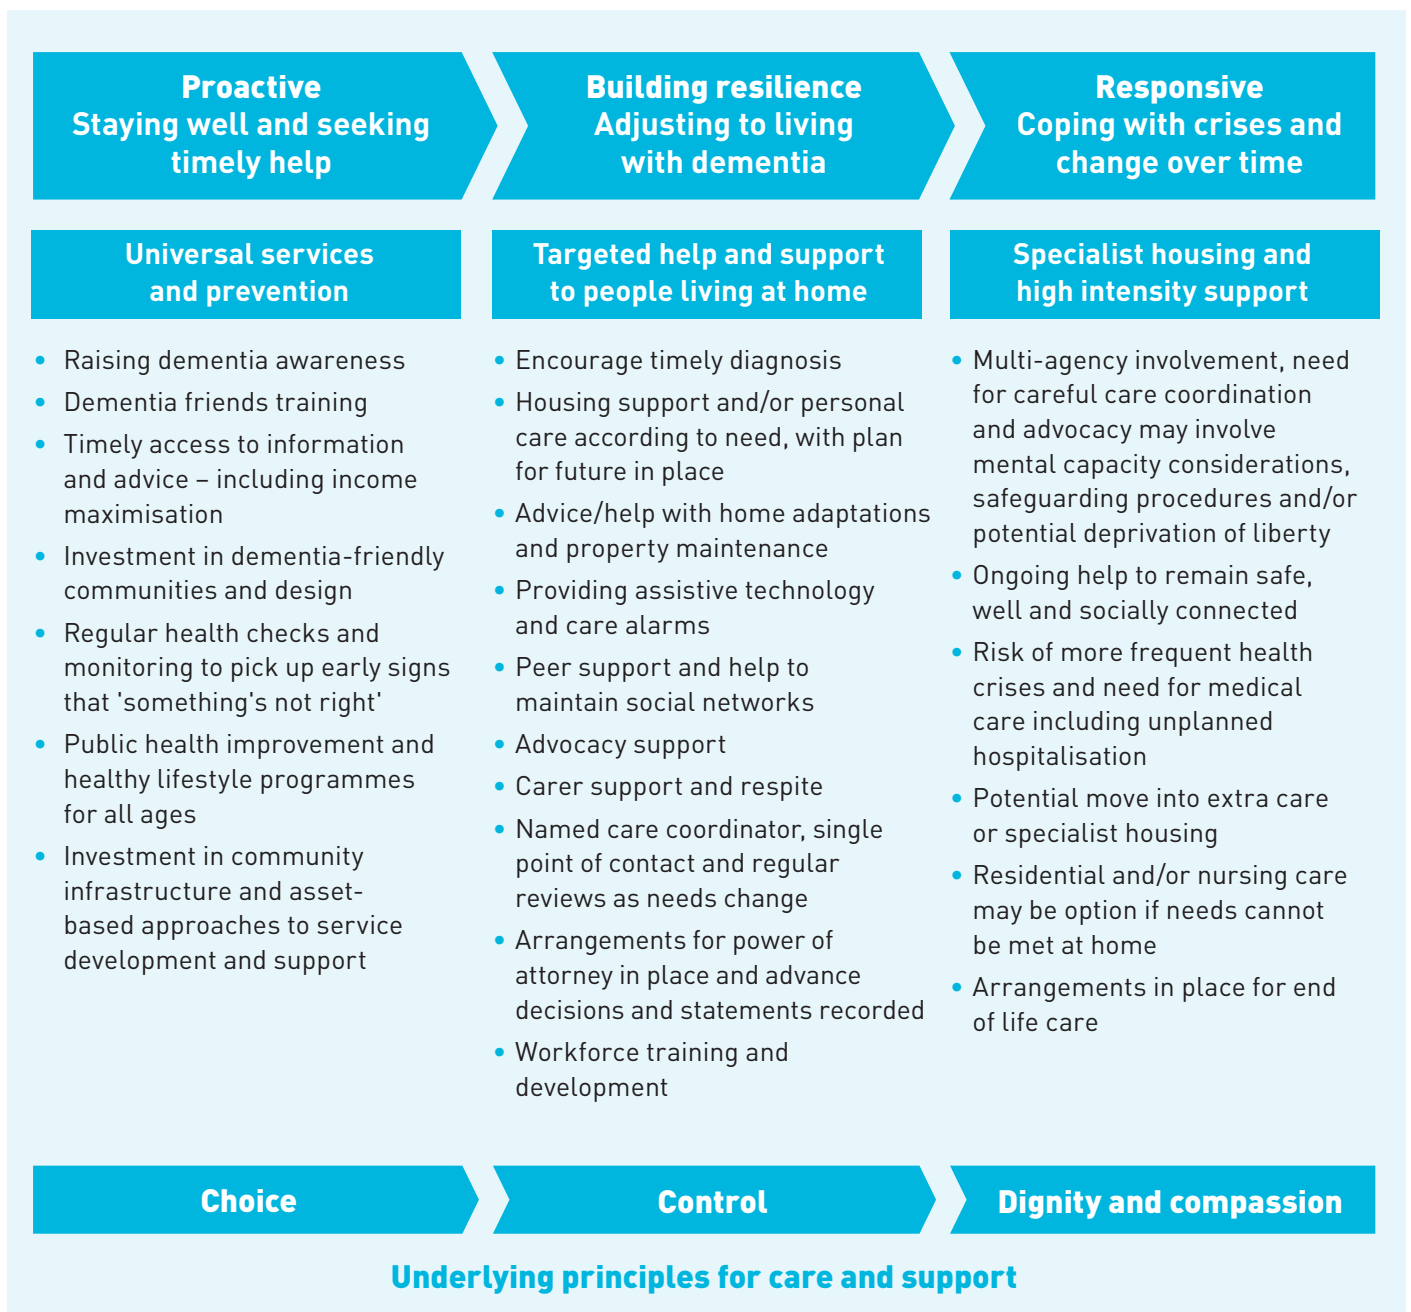 Proactive
Staying well and seeking
timely help
Building resilience
Adjusting to living
with dementia
Responsive
Coping with crises and
change over time
Universal services
and prevention
• Raising dementia awareness
• Dementia friends training
• Timely access to information
and advice – including income
maximisation
• Investment in dementia-friendly
communities and design
• Regular health checks and
monitoring to pick up early signs
that 'something's not right'
• Public health improvement and
healthy lifestyle programmes
for all ages
• Investment in community
infrastructure and asset-
based approaches to service
development and support
Targeted help and support
to people living at home
• Encourage timely diagnosis
• Housing support and/or personal
care according to need, with plan
for future in place
• Advice/help with home adaptations
and property maintenance
• Providing assistive technology
and care alarms
• Peer support and help to
maintain social networks
• Advocacy support
• Carer support and respite
• Named care coordinator, single
point of contact and regular
reviews as needs change
• Arrangements for power of
attorney in place and advance
decisions and statements recorded
• Workforce training and
development
Specialist housing and
high intensity support
• Multi-agency involvement, need
for careful care coordination
and advocacy may involve
mental capacity considerations,
safeguarding procedures and/or
potential deprivation of liberty
• Ongoing help to remain safe,
well and socially connected
• Risk of more frequent health
crises and need for medical
care including unplanned
hospitalisation
• Potential move into extra care
or specialist housing
• Residential and/or nursing care
may be option if needs cannot
be met at home
• Arrangements in place for end
of life care
Choice
Control
Dignity and compassion
Underlying principles for care and support